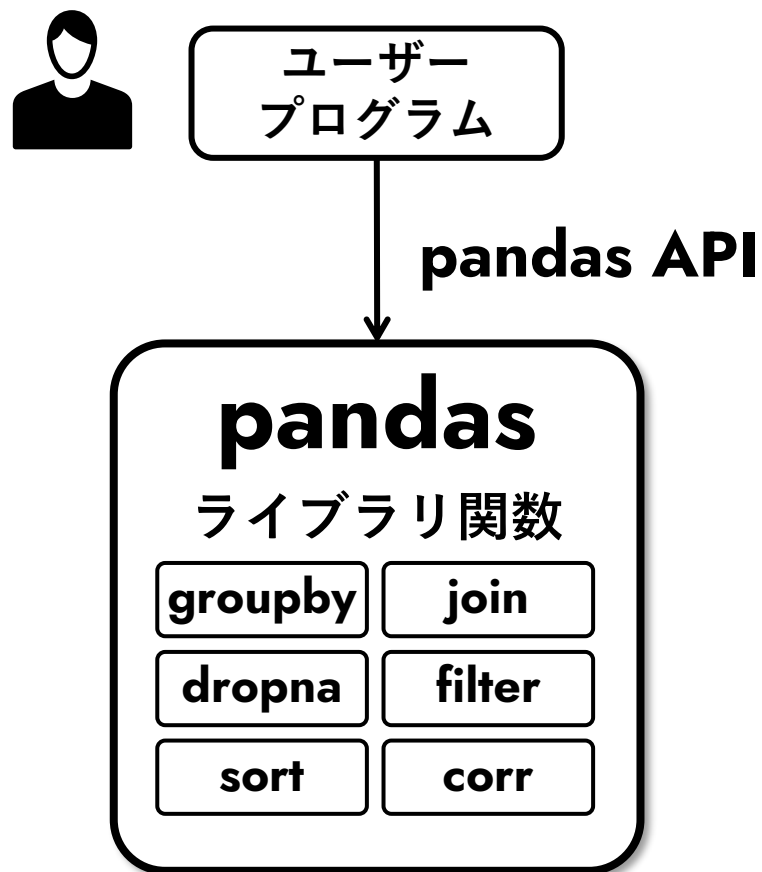 ユーザー
プログラム
pandas API
pandas
ライブラリ関数
groupby join
dropna filter
sort corr